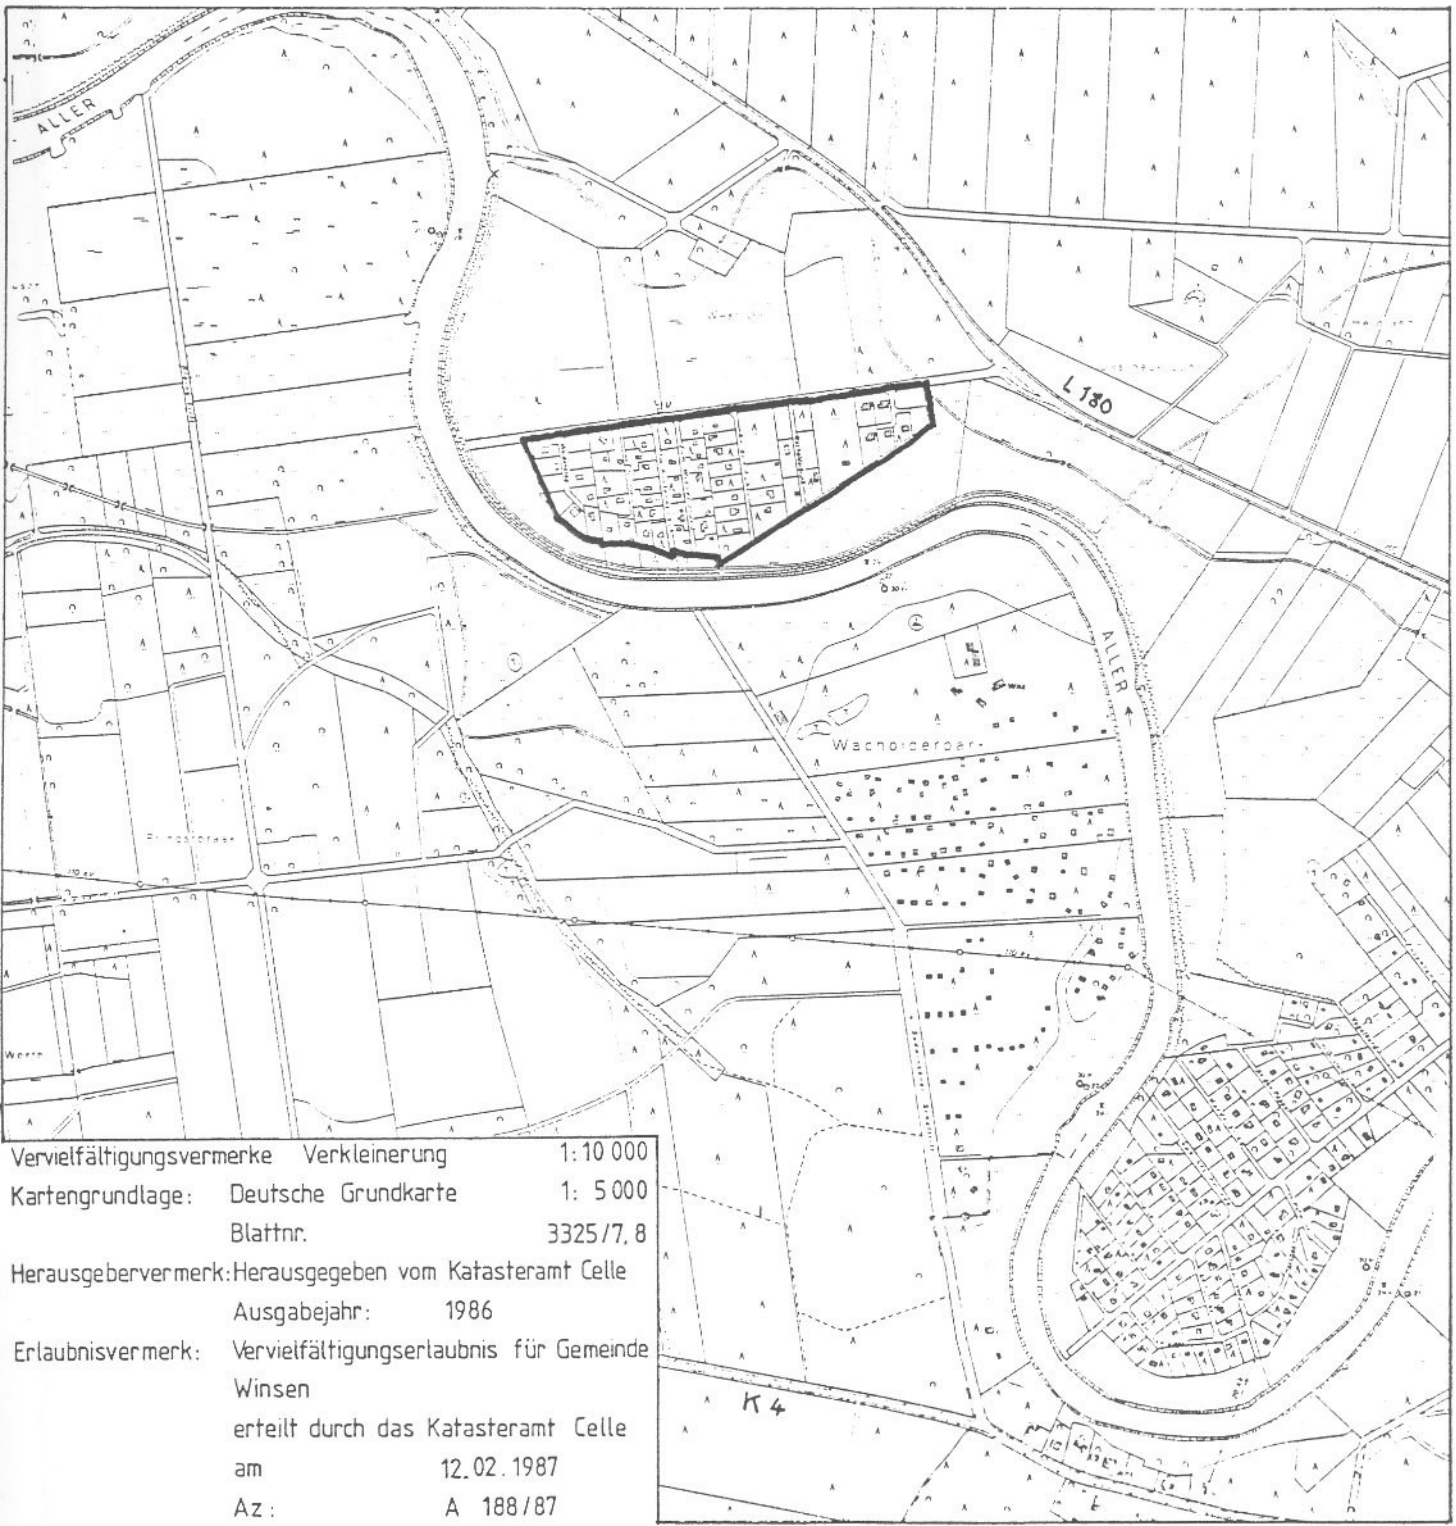 ALLER
L 180
ALLER
Wacholderpark
110 KV
K 4
Vervielfältigungsvermerke Verkleinerung 1:10 000
Kartengrundlage: Deutsche Grundkarte 1: 5 000
Blattnr. 3325/7, 8
Herausgebervermerk: Herausgegeben vom Katasteramt Celle
Ausgabejahr: 1986
Erlaubnisvermerk: Vervielfältigungserlaubnis für Gemeinde
Winsen
erteilt durch das Katasteramt Celle
am 12.02.1987
Az: A 188/87